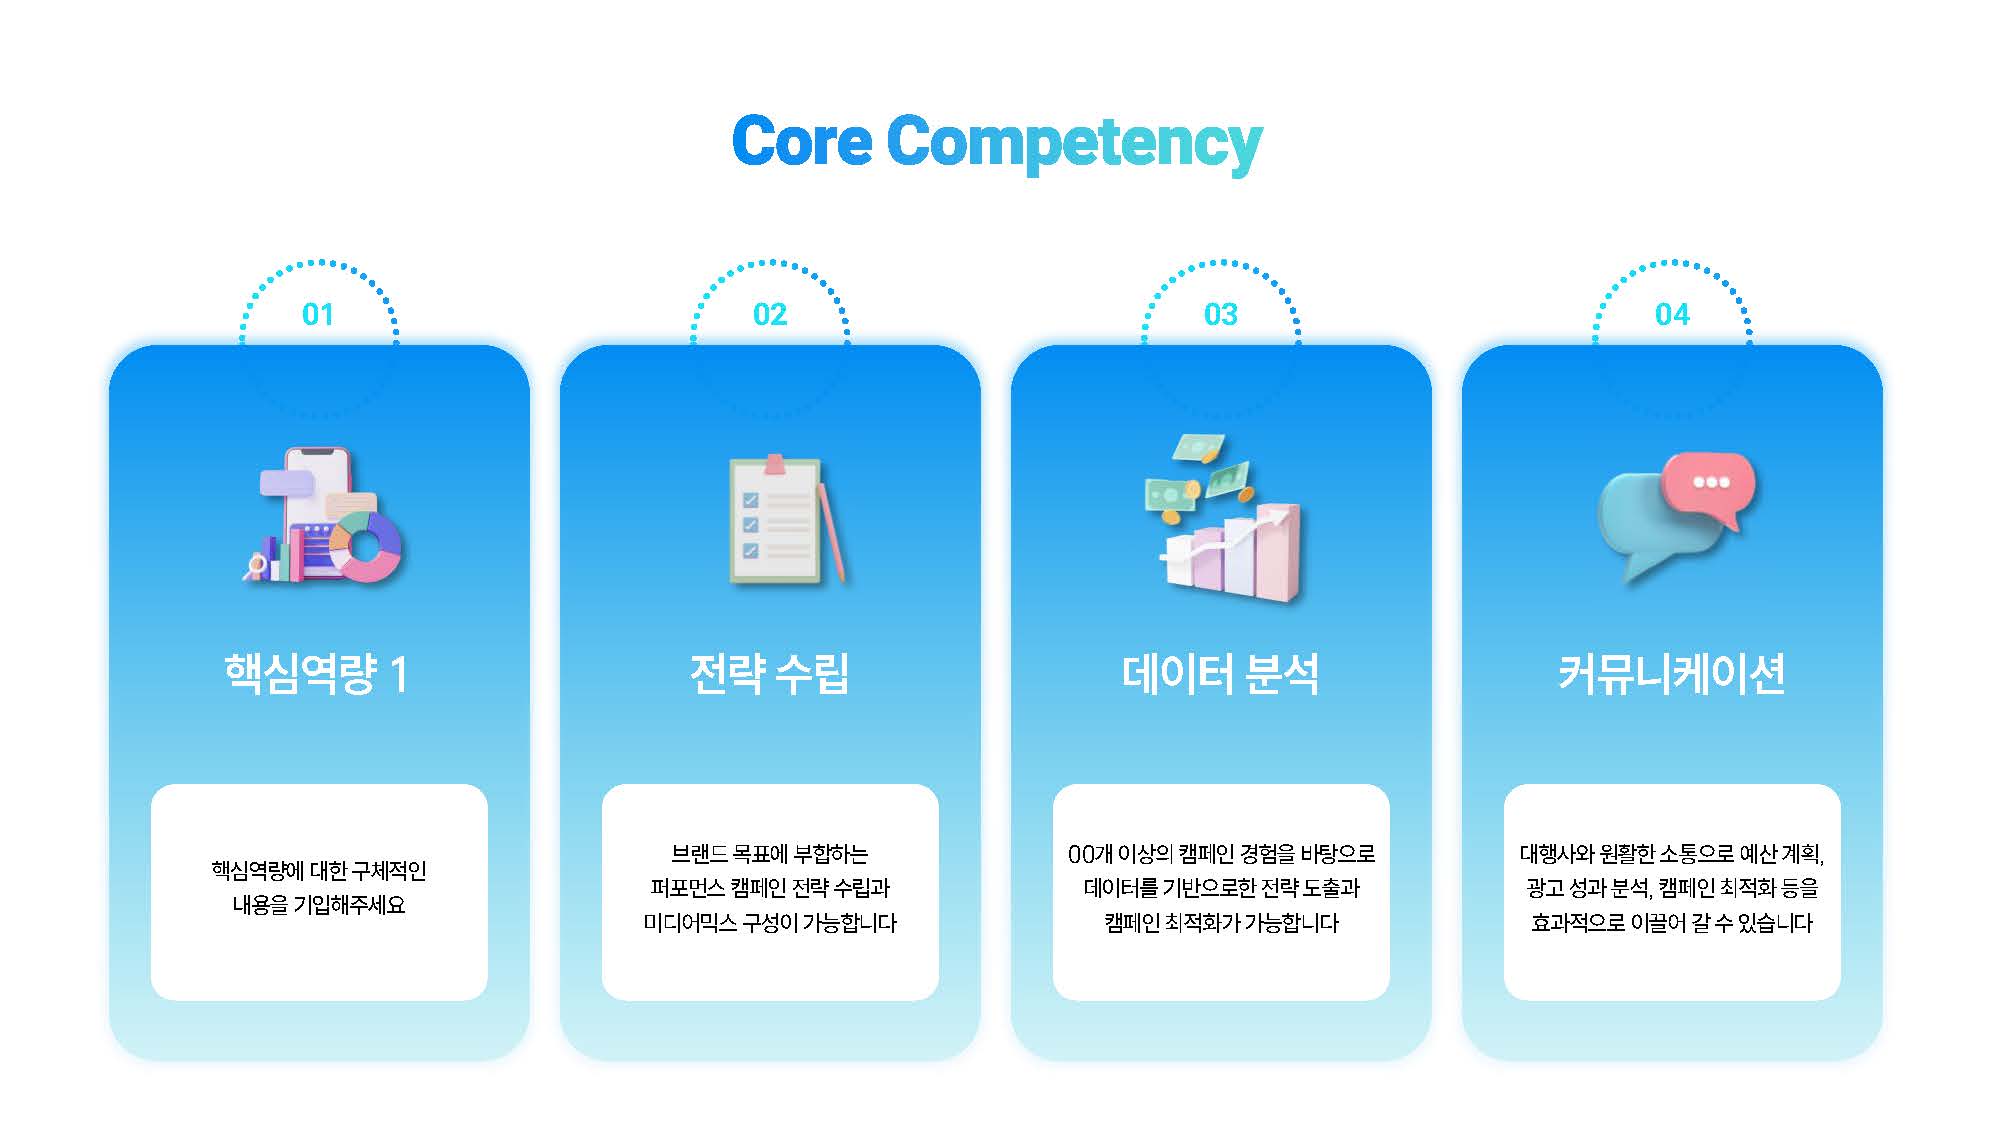 Core Competency
01
핵심역량 1
핵심역량에 대한 구체적인
내용을 기입해주세요
02
전략 수립
브랜드 목표에 부합하는
퍼포먼스 캠페인 전략 수립과
미디어믹스 구성이 가능합니다
03
데이터 분석
00개 이상의 캠페인 경험을 바탕으로
데이터를 기반으로한 전략 도출과
캠페인 최적화가 가능합니다
04
커뮤니케이션
대행사와 원활한 소통으로 예산 계획,
광고 성과 분석, 캠페인 최적화 등을
효과적으로 이끌어 갈 수 있습니다